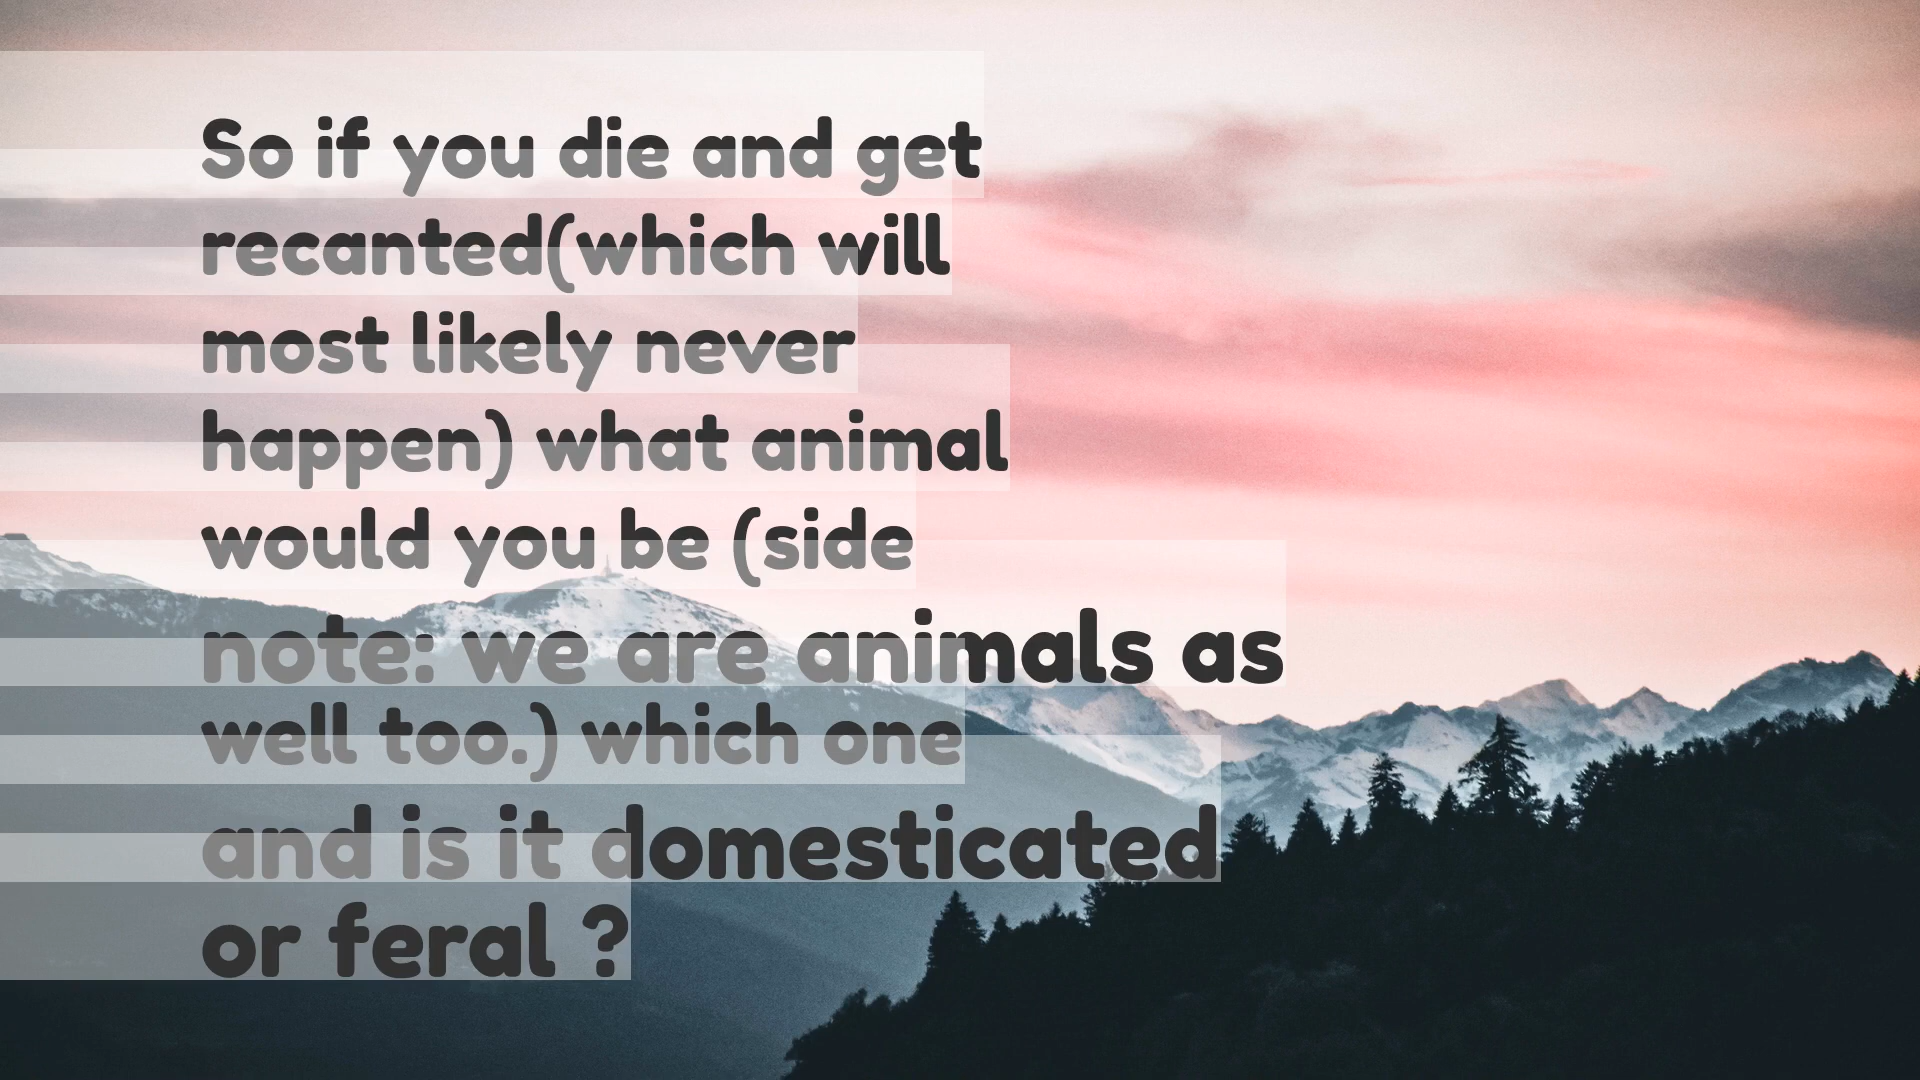 So if you die and get
recanted(which will
most likely never
happen) what animal
would you be (side
note: we are animals as
well too.) which one
and is it domesticated
or feral ?